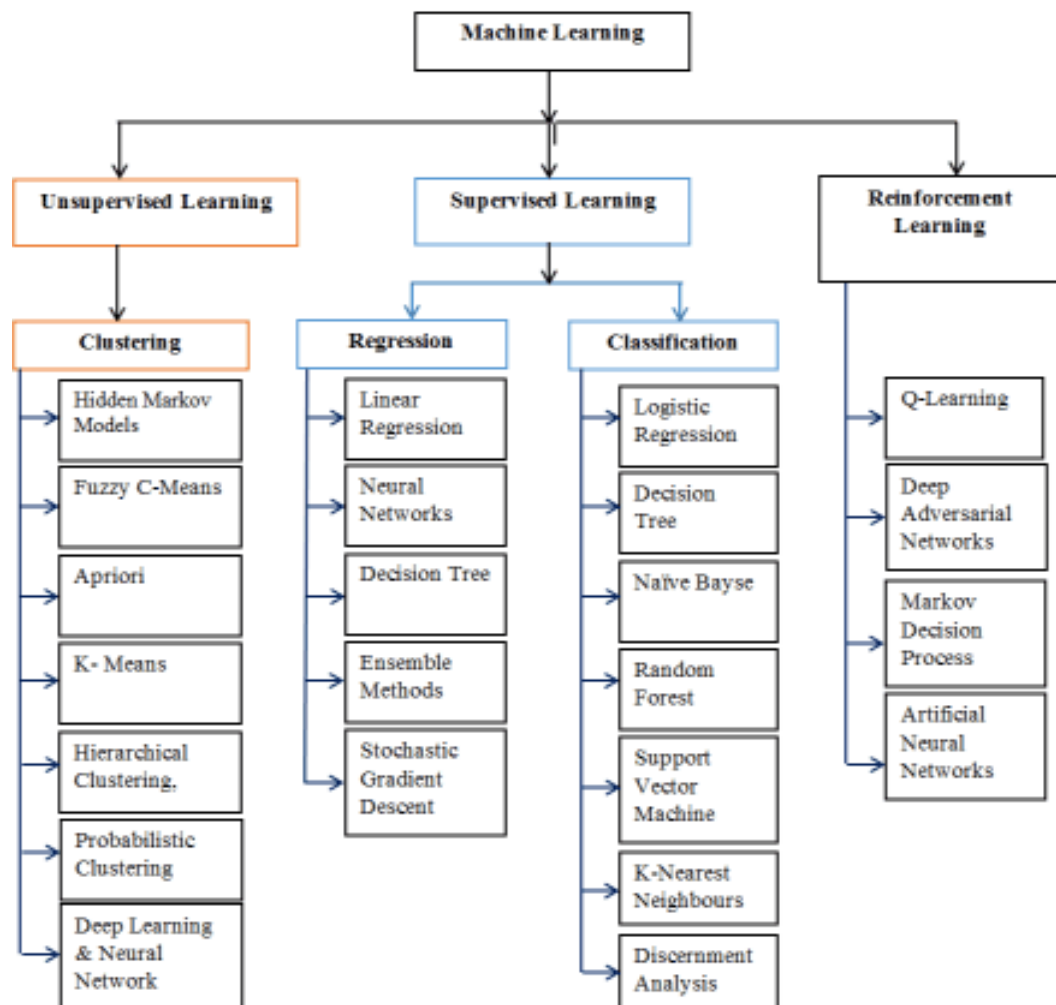 Machine Learning
Unsupervised Learning
Supervised Learning
Reinforcement
Learning
Clustering
Hidden Markov
Models
Fuzzy C-Means
Apriori
K- Means
Hierarchical
Clustering,
Probabilistic
Clustering
Deep Learning
& Neural
Network
Regression
Linear
Regression
Neural
Networks
Decision Tree
Ensemble
Methods
Stochastic
Gradient
Descent
Classification
Logistic
Regression
Decision
Tree
Naïve Bayse
Random
Forest
Support
Vector
Machine
K-Nearest
Neighbours
Discernment
Analysis
Q-Learning
Deep
Adversarial
Networks
Markov
Decision
Process
Artificial
Neural
Networks